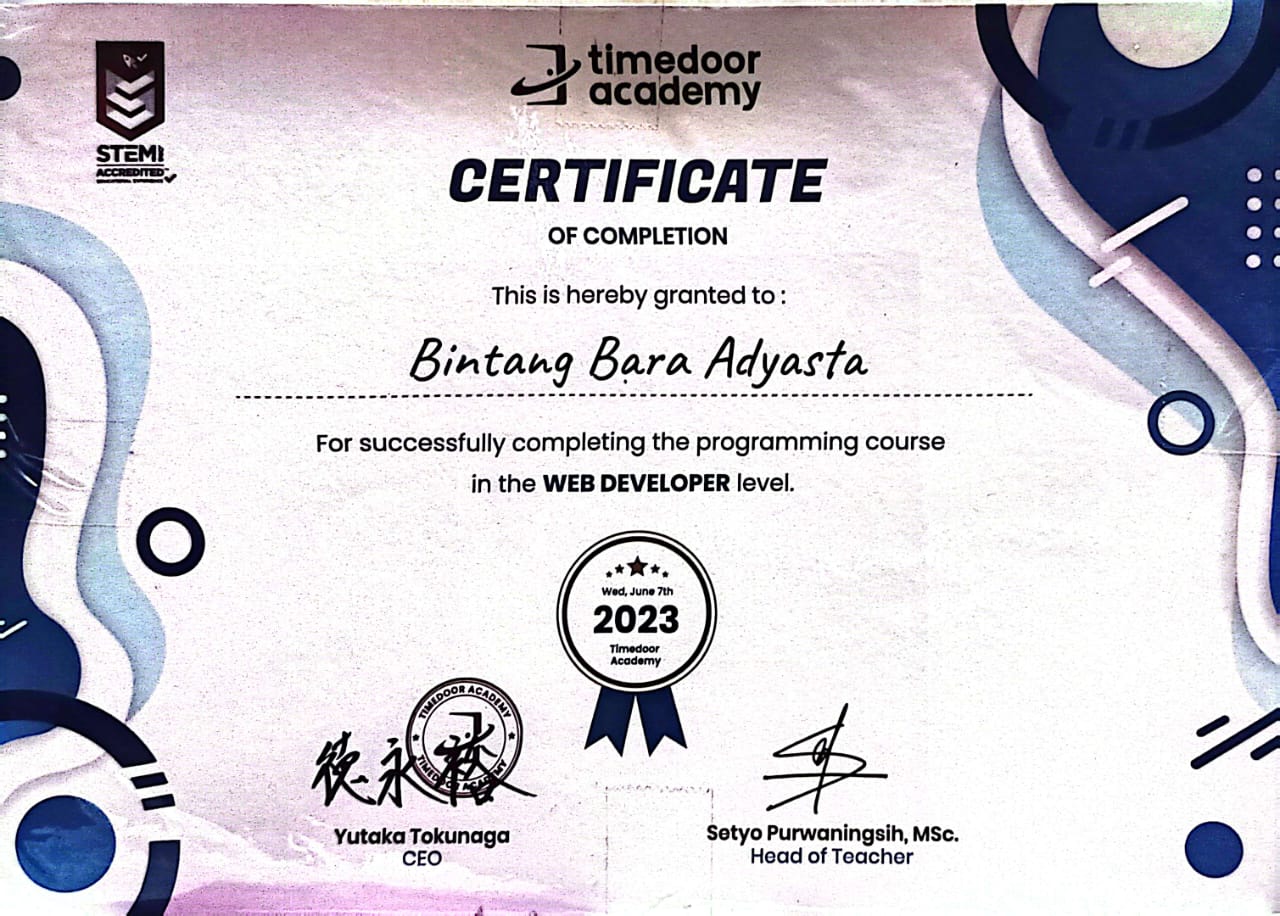 timedoor
academy
STEM
ACCREDITED
CERTIFICATE
OF COMPLETION
This is hereby granted to :
Bintang Bara Adyasta
For successfully completing the programming course
in the WEB DEVELOPER level.
Wed, June 7th
2023
Timedoor
Academy
TIMEDOOR ACADEMY
TIMEDOOR ACADEMY
徳永
Yutaka Tokunaga
CEO
Setyo Purwaningsih, MSc.
Head of Teacher